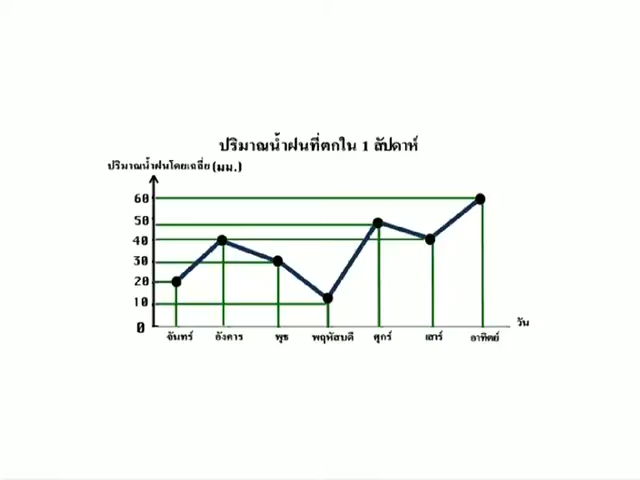 ปริมาณน้ำฝนที่ตกใน 1 สัปดาห์
ปริมาณน้ำฝนโดยเฉลี่ย (มม.)
60
50
40
30
20
10
0
จันทร์ อังคาร พุธ พฤหัสบดี ศุกร์ เสาร์ อาทิตย์
วัน